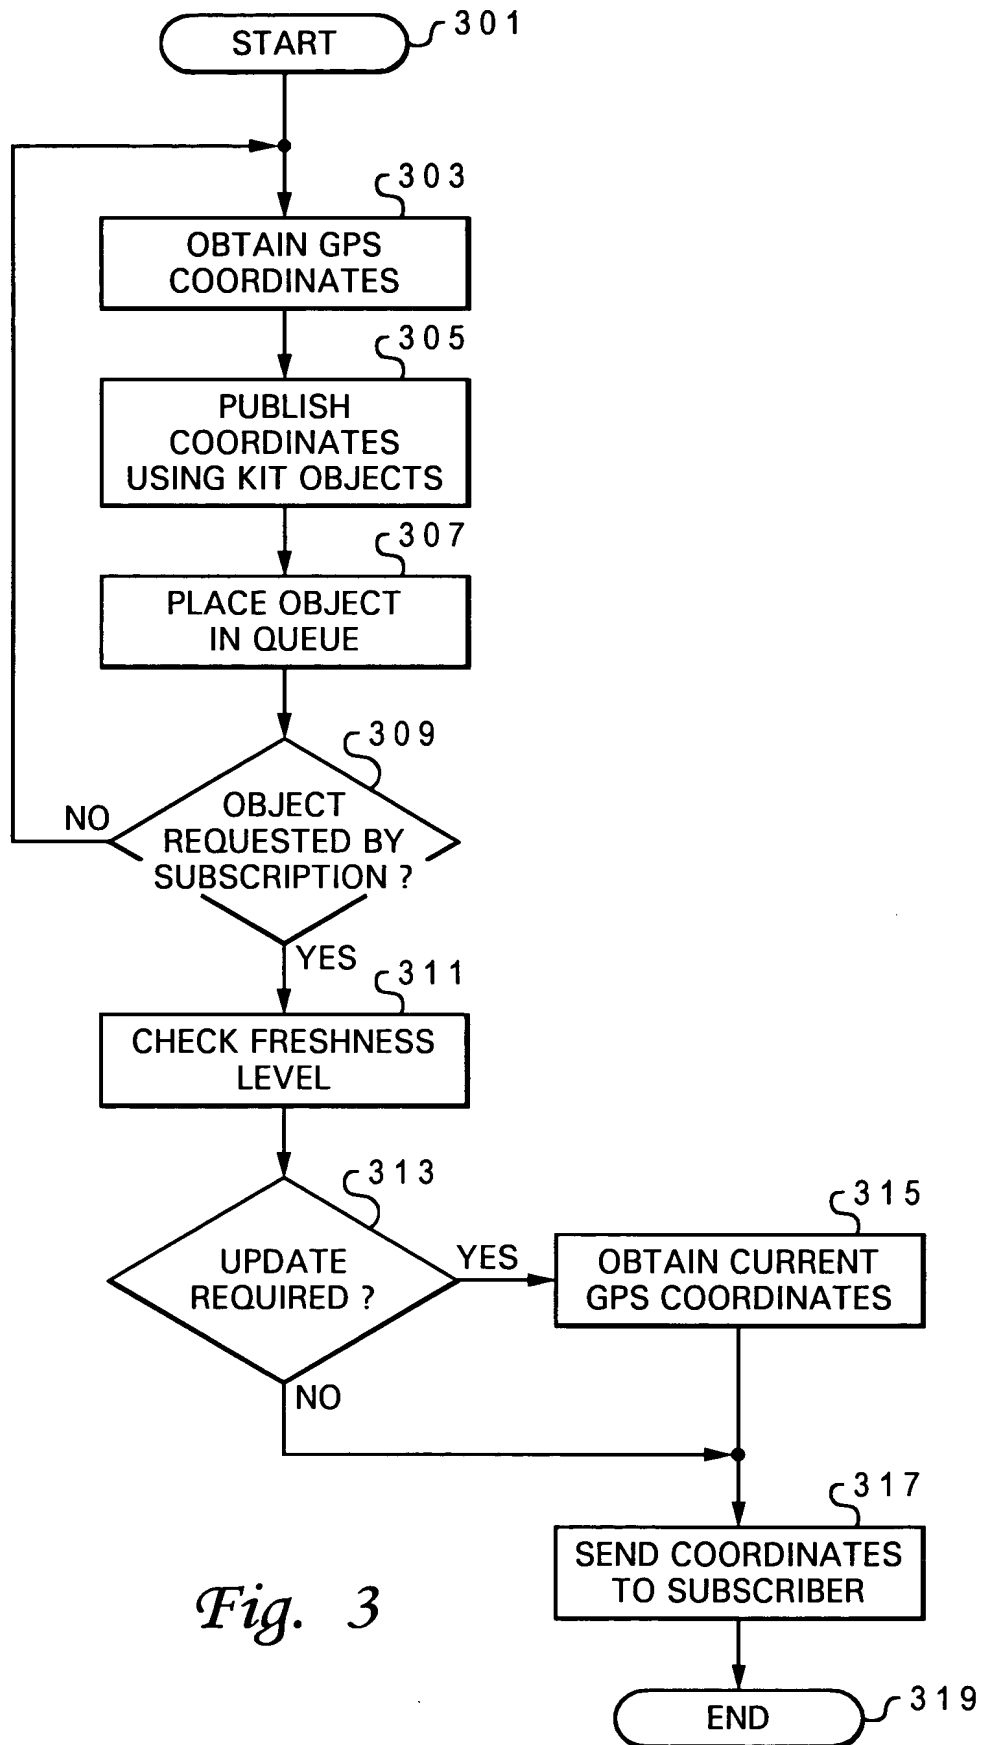 START
301
303
OBTAIN GPS
COORDINATES
305
PUBLISH
COORDINATES
USING KIT OBJECTS
307
PLACE OBJECT
IN QUEUE
309
OBJECT
REQUESTED BY
SUBSCRIPTION ?
NO
YES
311
CHECK FRESHNESS
LEVEL
313
UPDATE
REQUIRED ?
YES
315
OBTAIN CURRENT
GPS COORDINATES
NO
317
SEND COORDINATES
TO SUBSCRIBER
Fig. 3
END
319